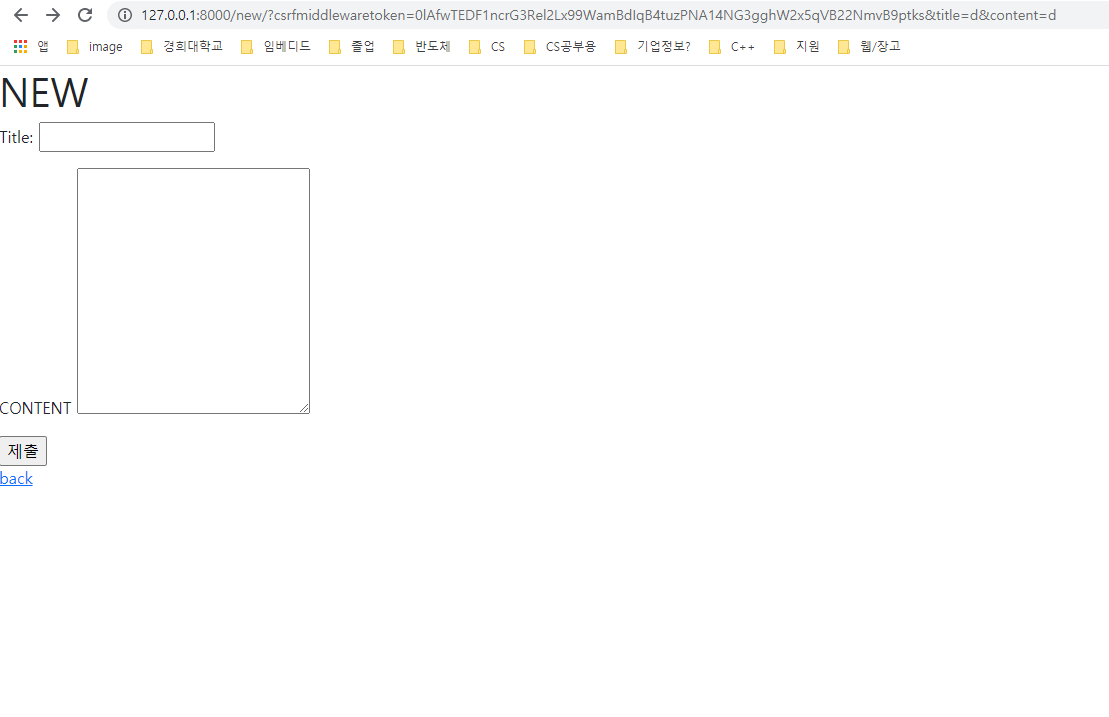 127.0.0.1:8000/new/?csrfmiddlewaretoken=0lAfwTEDF1ncrG3Rel2Lx99WamBdIqB4tuzPNA14NG3gghW2x5qVB22NmvB9ptks&title=d&content=d
앱 image 경희대학교 임베디드 졸업 반도체 CS CS공부용 기업정보? C++ 지원 웹/장고
NEW
Title:
CONTENT
제출
back